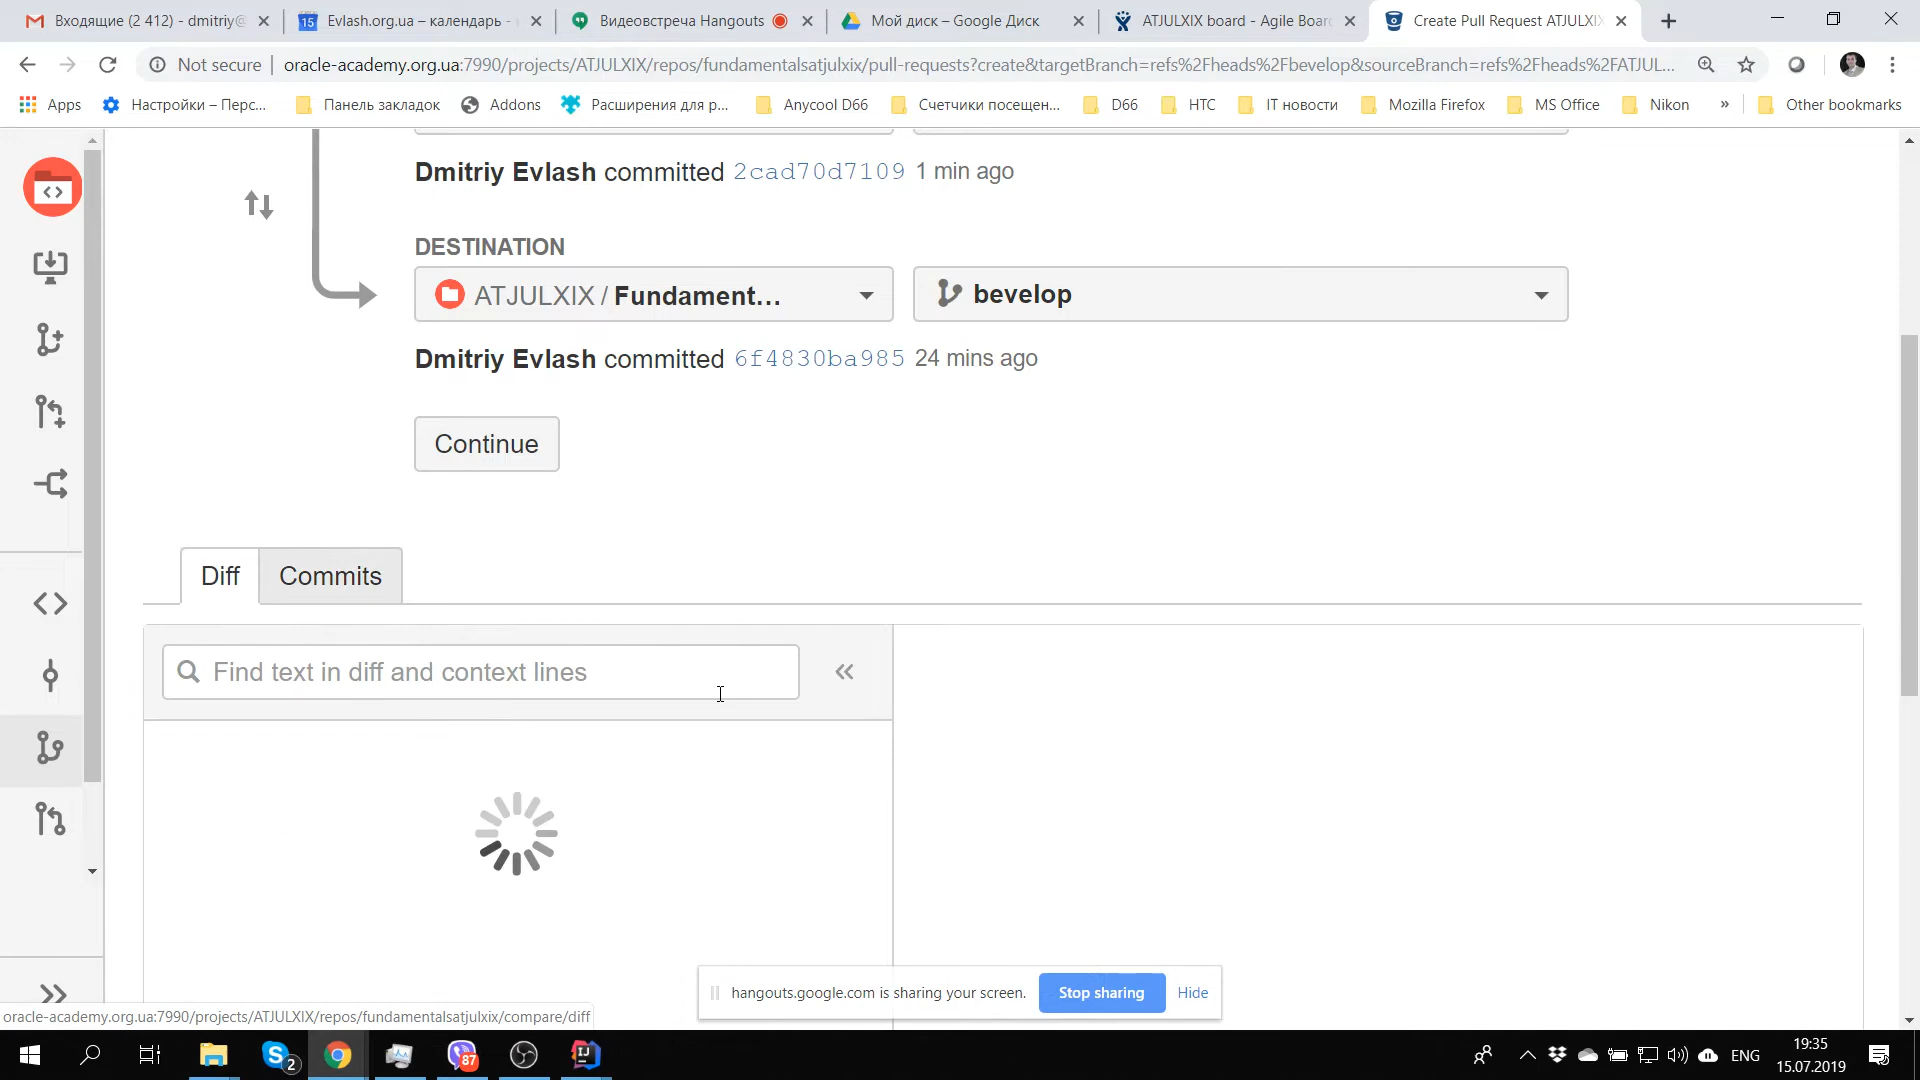 Входящие (2 412) - dmitriy@
Evlash.org.ua – календарь -
Видеовстреча Hangouts
Мой диск – Google Диск
ATJULXIX board - Agile Board
Create Pull Request ATJULXIX
Not secure
oracle-academy.org.ua:7990/projects/ATJULXIX/repos/fundamentalsatjulxix/pull-requests?create&targetBranch=refs%2Fheads%2Fbevelop&sourceBranch=refs%2Fheads%2FATJUL...
Apps
Настройки – Перс...
Панель закладок
Addons
Расширения для р...
Anycool D66
Счетчики посещен...
D66
HTC
IT новости
Mozilla Firefox
MS Office
Nikon
»
Other bookmarks
Dmitriy Evlash committed 2cad70d7109 1 min ago
DESTINATION
ATJULXIX / Fundament...
bevelop
Dmitriy Evlash committed 6f4830ba985 24 mins ago
Continue
Diff
Commits
Find text in diff and context lines
hangouts.google.com is sharing your screen.
Stop sharing
Hide
oracle-academy.org.ua:7990/projects/ATJULXIX/repos/fundamentalsatjulxix/compare/diff
2
87
ENG
19:35
15.07.2019